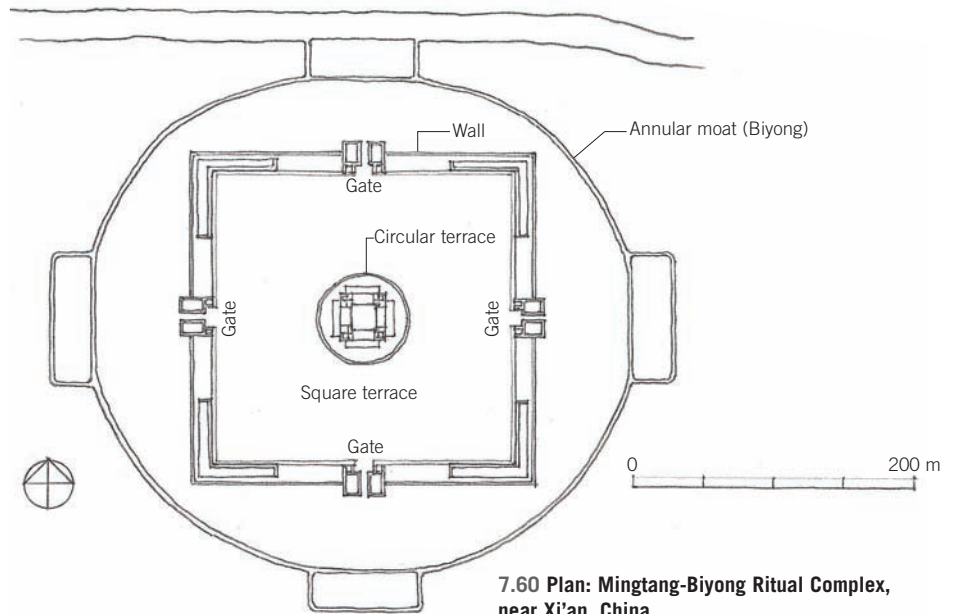 Wall
Annular moat (Biyong)
Gate
Circular terrace
Gate
Gate
Square terrace
Gate
0
200 m
7.60 Plan: Mingtang-Biyong Ritual Complex,
near Xi'an, China